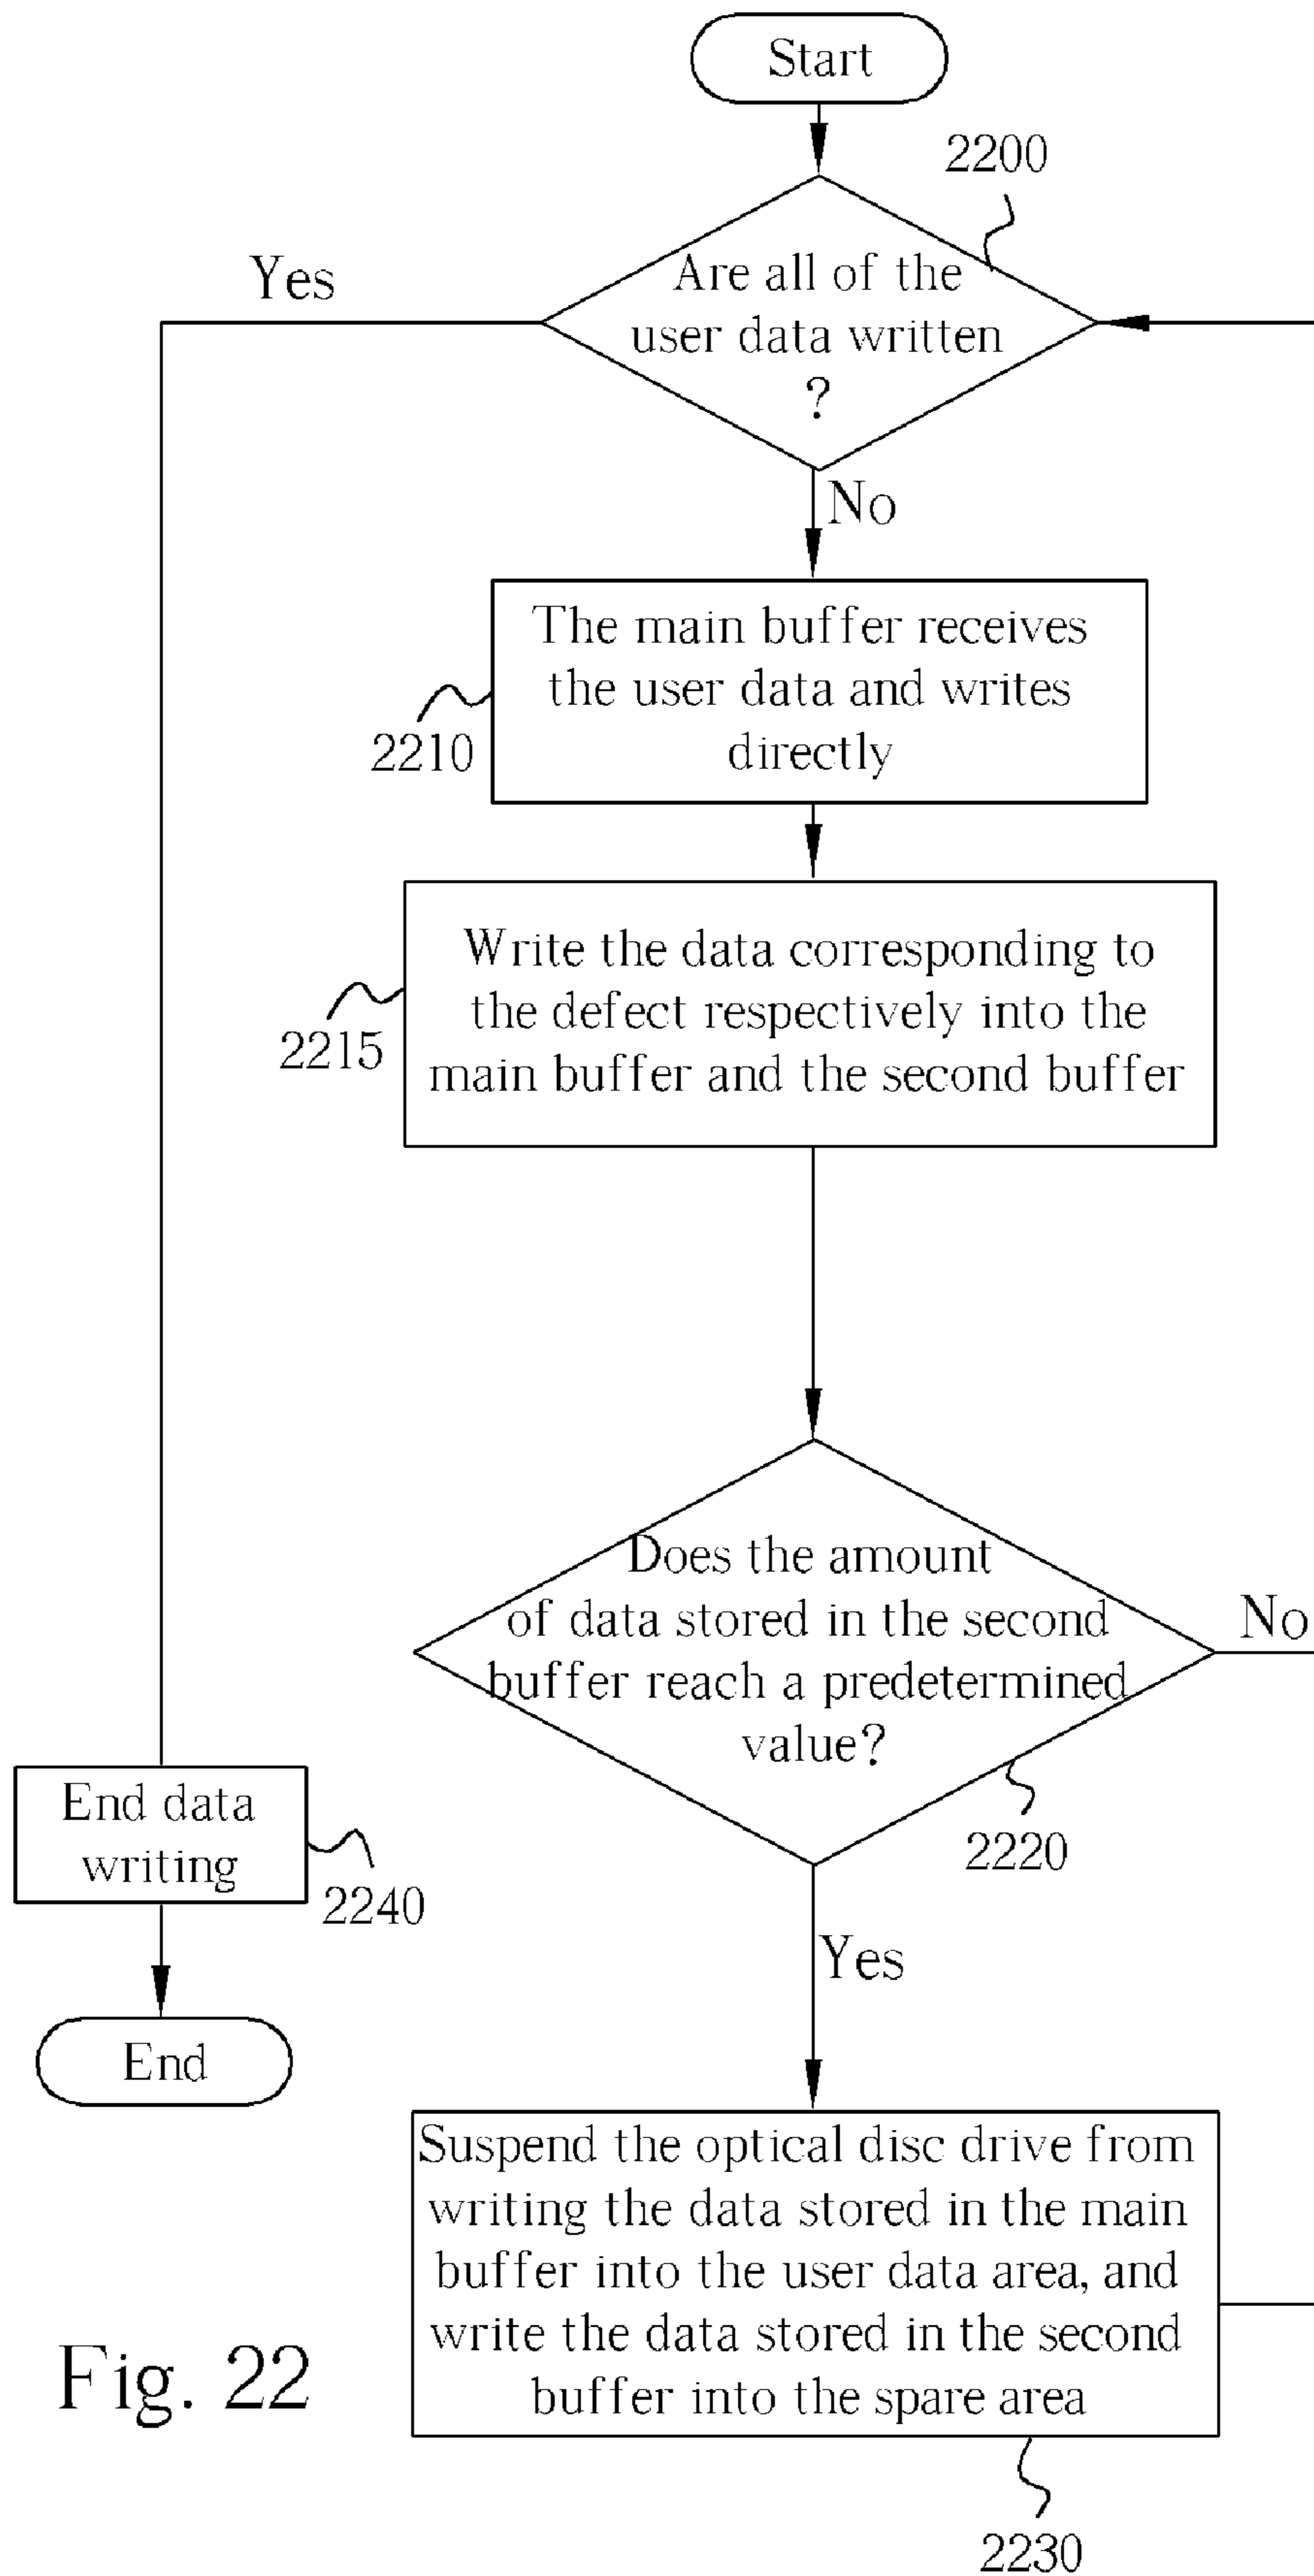 Start
2200
Yes
Are all of the
user data written
?
No
The main buffer receives
the user data and writes
directly
2210
Write the data corresponding to
the defect respectively into the
main buffer and the second buffer
2215
Does the amount
of data stored in the second
buffer reach a predetermined
value?
No
2220
End data
writing
2240
Yes
End
Suspend the optical disc drive from
writing the data stored in the main
buffer into the user data area, and
write the data stored in the second
buffer into the spare area
2230
Fig. 22